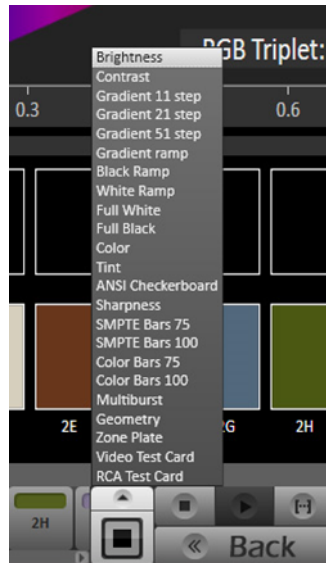 RGB Triplet:
0.3
0.6
Brightness
Contrast
Gradient 11 step
Gradient 21 step
Gradient 51 step
Gradient ramp
Black Ramp
White Ramp
Full White
Full Black
Color
Tint
ANSI Checkerboard
Sharpness
SMPTE Bars 75
SMPTE Bars 100
Color Bars 75
Color Bars 100
Multiburst
Geometry
Zone Plate
Video Test Card
RCA Test Card
2E
2G
2H
2H
Back